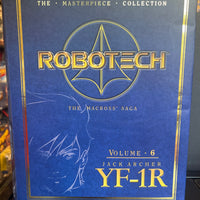 THE · MASTERPIECE · COLLECTION
ROBOTECH
THE MACROSS SAGA
VOLUME · 6
JACK ARCHER
YF-1R